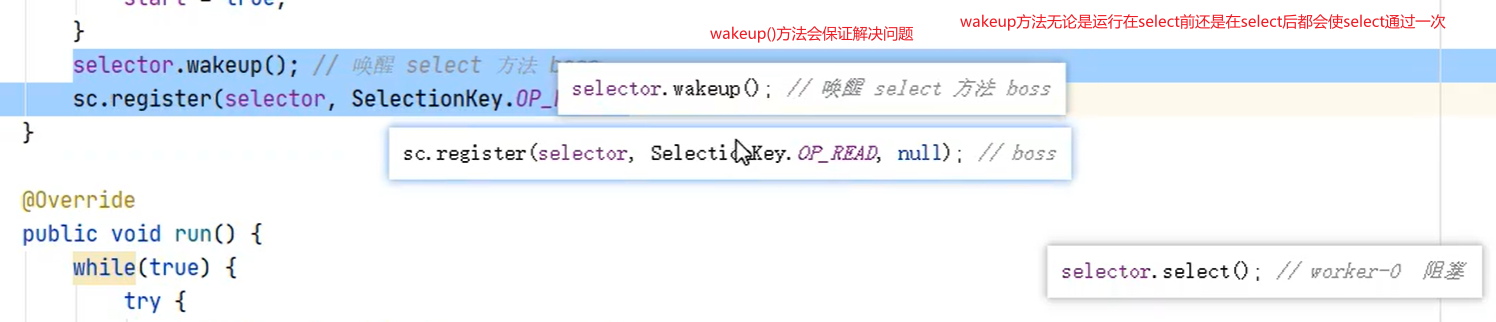 start = true;
}
wakeup()方法会保证解决问题
wakeup方法无论是运行在select前还是在select后都会使select通过一次
selector.wakeup(); // 唤醒 select 方法
selector.wakeup(); // 唤醒 select 方法 boss
sc.register(selector, SelectionKey.OP_
}
sc.register(selector, SelectionKey.OP_READ, null); // boss
@Override
public void run() {
while(true) {
selector.select(); // worker-0 阻塞
try {